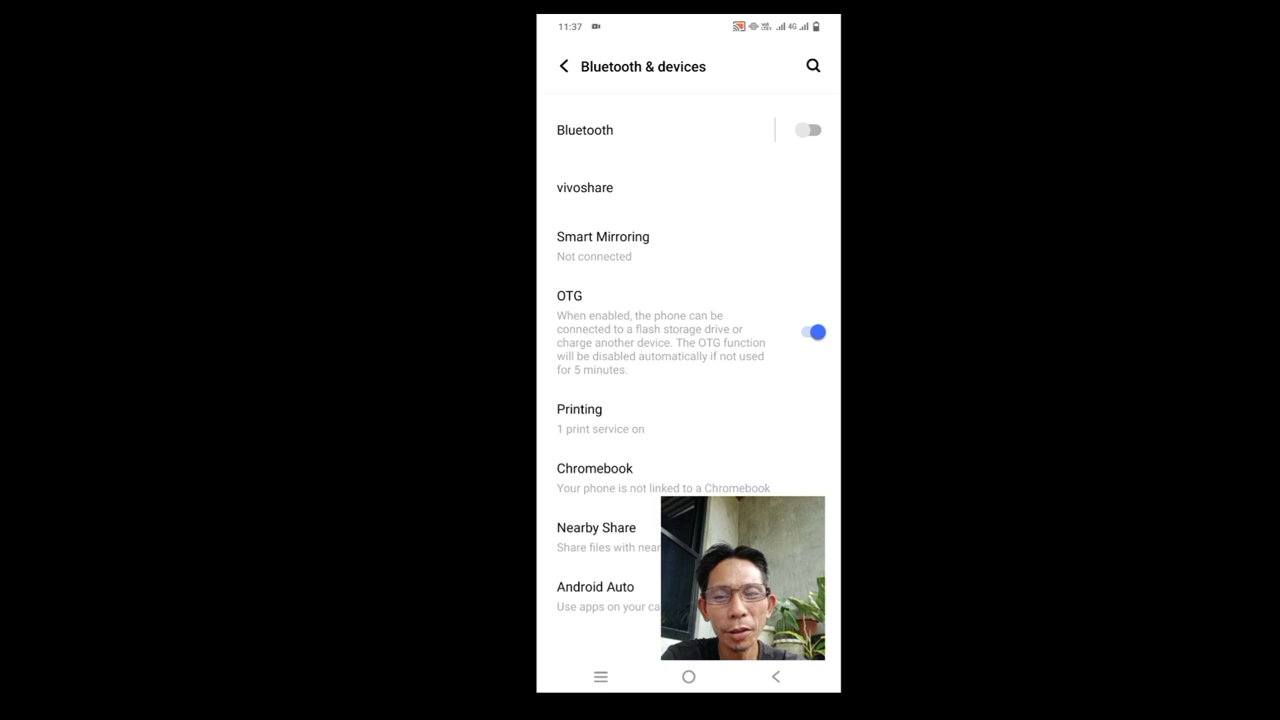 11:37
4G
Bluetooth & devices
Bluetooth
vivoshare
Smart Mirroring
Not connected
OTG
When enabled, the phone can be
connected to a flash storage drive or
charge another device. The OTG function
will be disabled automatically if not used
for 5 minutes.
Printing
1 print service on
Chromebook
Your phone is not linked to a Chromebook
Nearby Share
Share files with near
Android Auto
Use apps on your ca